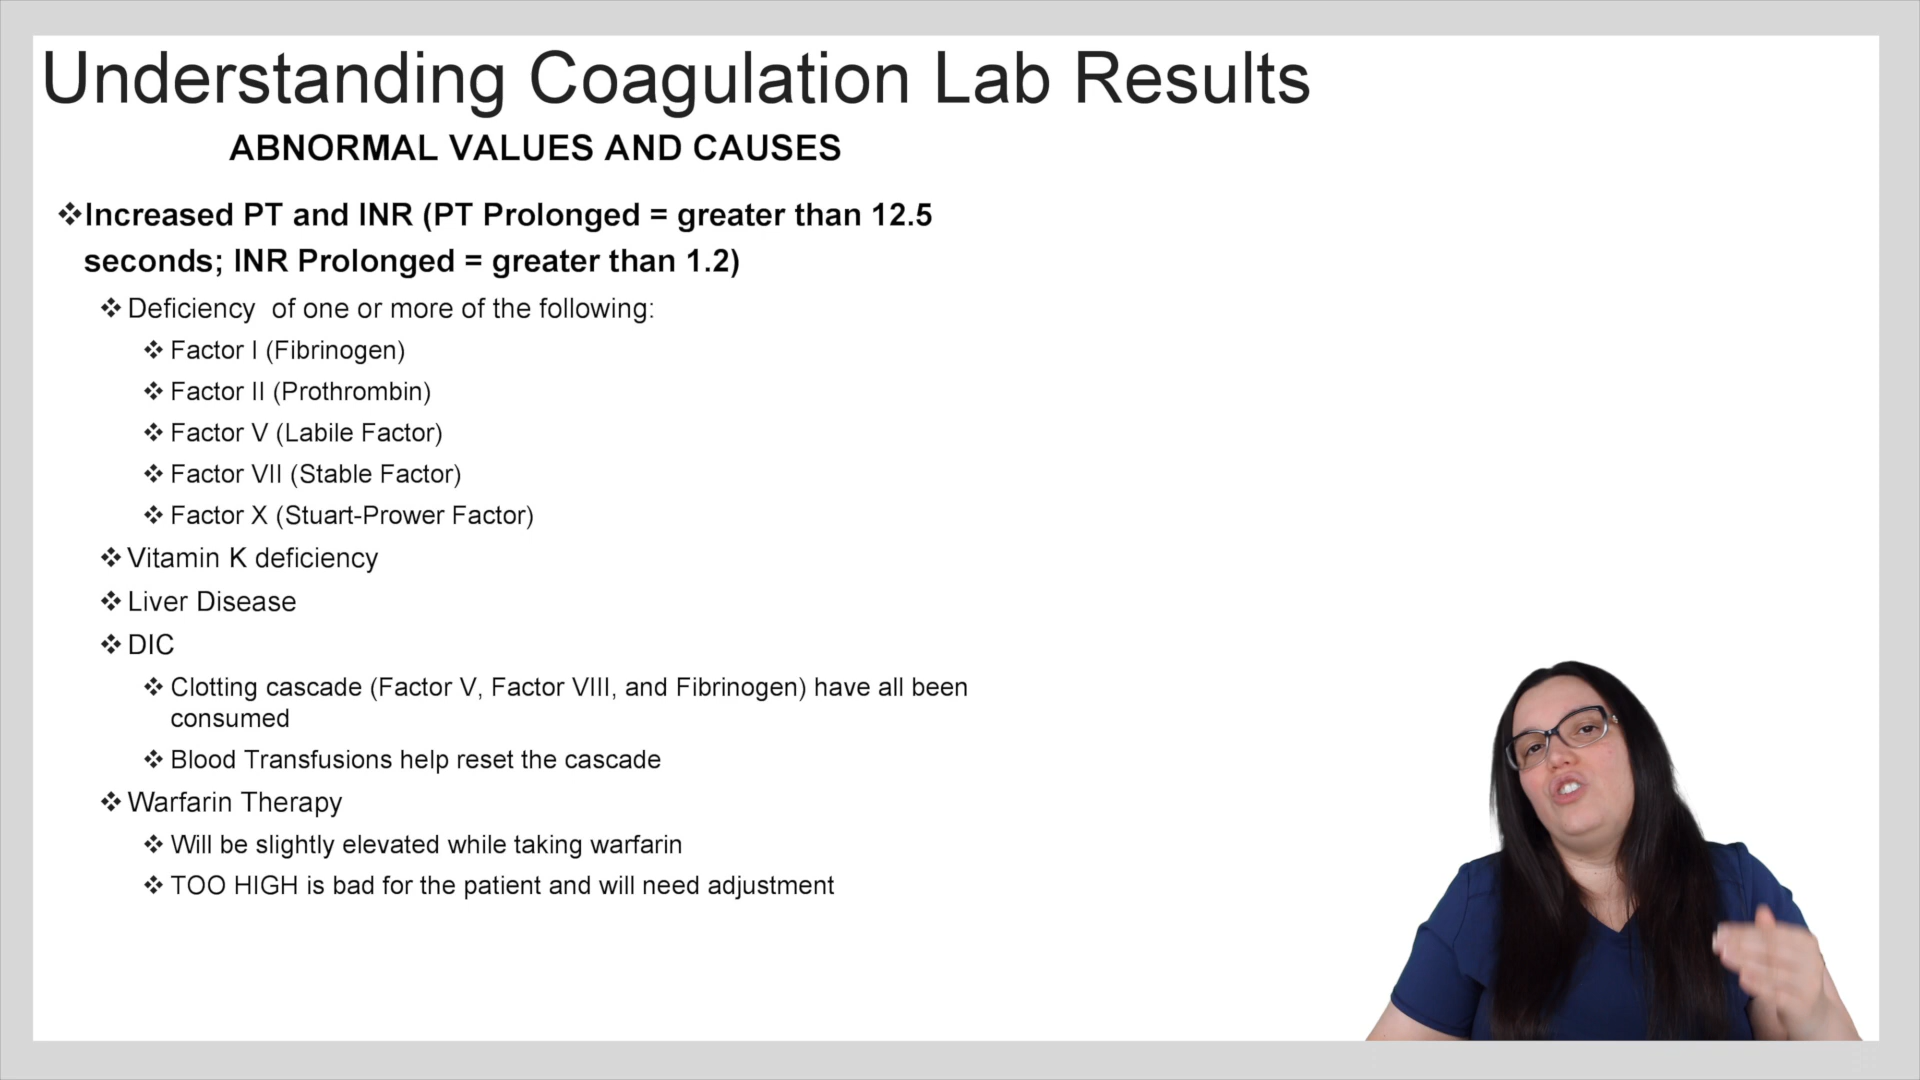 Understanding Coagulation Lab Results
ABNORMAL VALUES AND CAUSES
❖Increased PT and INR (PT Prolonged = greater than 12.5
seconds; INR Prolonged = greater than 1.2)
❖ Deficiency  of one or more of the following:
❖ Factor I (Fibrinogen)
❖ Factor II (Prothrombin)
❖ Factor V (Labile Factor)
❖ Factor VII (Stable Factor)
❖ Factor X (Stuart-Prower Factor)
❖ Vitamin K deficiency
❖ Liver Disease
❖ DIC
❖ Clotting cascade (Factor V, Factor VIII, and Fibrinogen) have all been
consumed
❖ Blood Transfusions help reset the cascade
❖ Warfarin Therapy
❖ Will be slightly elevated while taking warfarin
❖ TOO HIGH is bad for the patient and will need adjustment